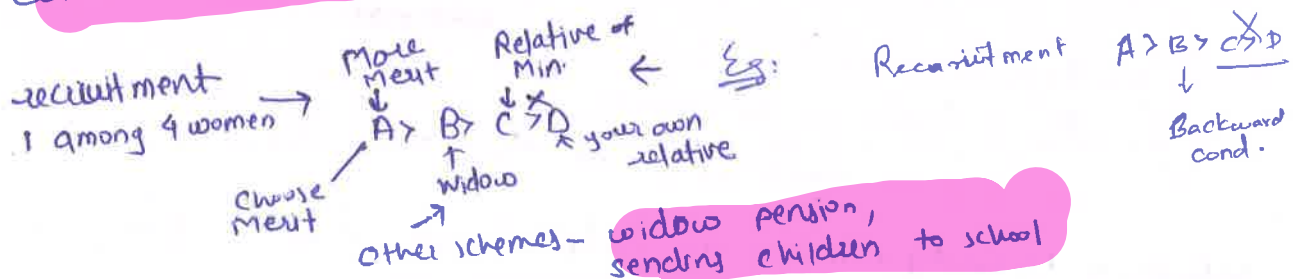 More Merit
Relative of Min.
← Eg:
Recruitment A > B > C > D
recruitment
1 among 4 women → A > B > C > D
your own relative
↓
Backward cond.
Choose Merit
widow
Other schemes - widow pension,
sending children to school